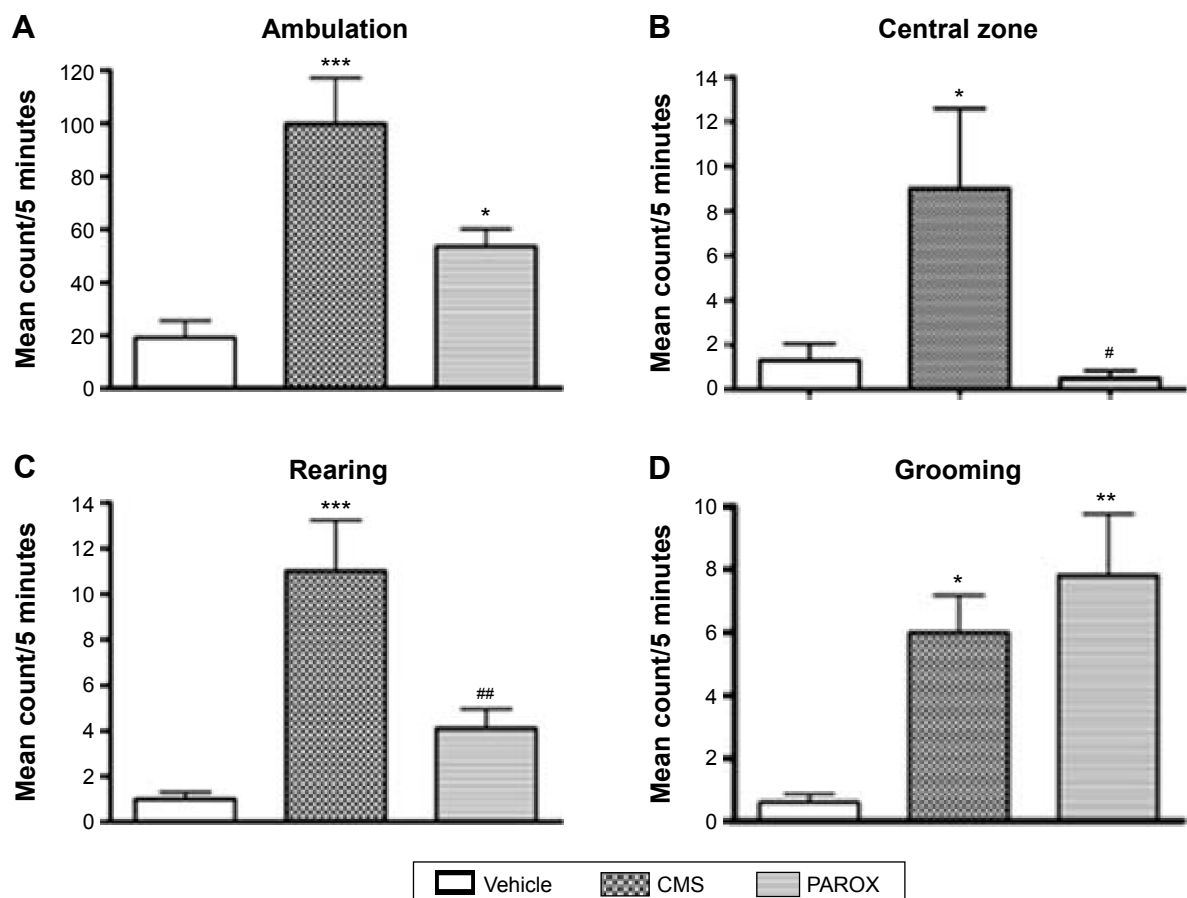 A
Ambulation
Mean count/5 minutes
120
100
80
60
40
20
0
***
*
B
Central zone
Mean count/5 minutes
14
12
10
8
6
4
2
0
*
#
C
Rearing
Mean count/5 minutes
14
12
10
8
6
4
2
0
***
##
D
Grooming
Mean count/5 minutes
10
8
6
4
2
0
*
**
Vehicle CMS PAROX